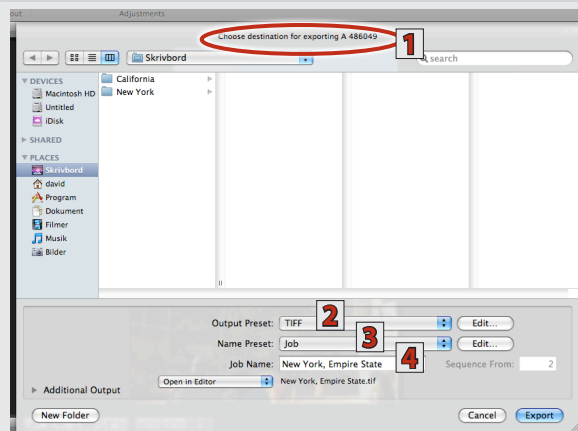 out Adjustments
Choose destination for exporting A 486049
1
Skrivbord
search
DEVICES
Macintosh HD
Untitled
iDisk
SHARED
PLACES
Skrivbord
david
Program
Dokument
Filmer
Musik
Bilder
California
New York
2
Output Preset: TIFF Edit...
3
Name Preset: Job Edit...
4
Job Name: New York, Empire State Sequence From: 2
Open in Editor New York, Empire State.tif
Additional Output
New Folder Cancel Export